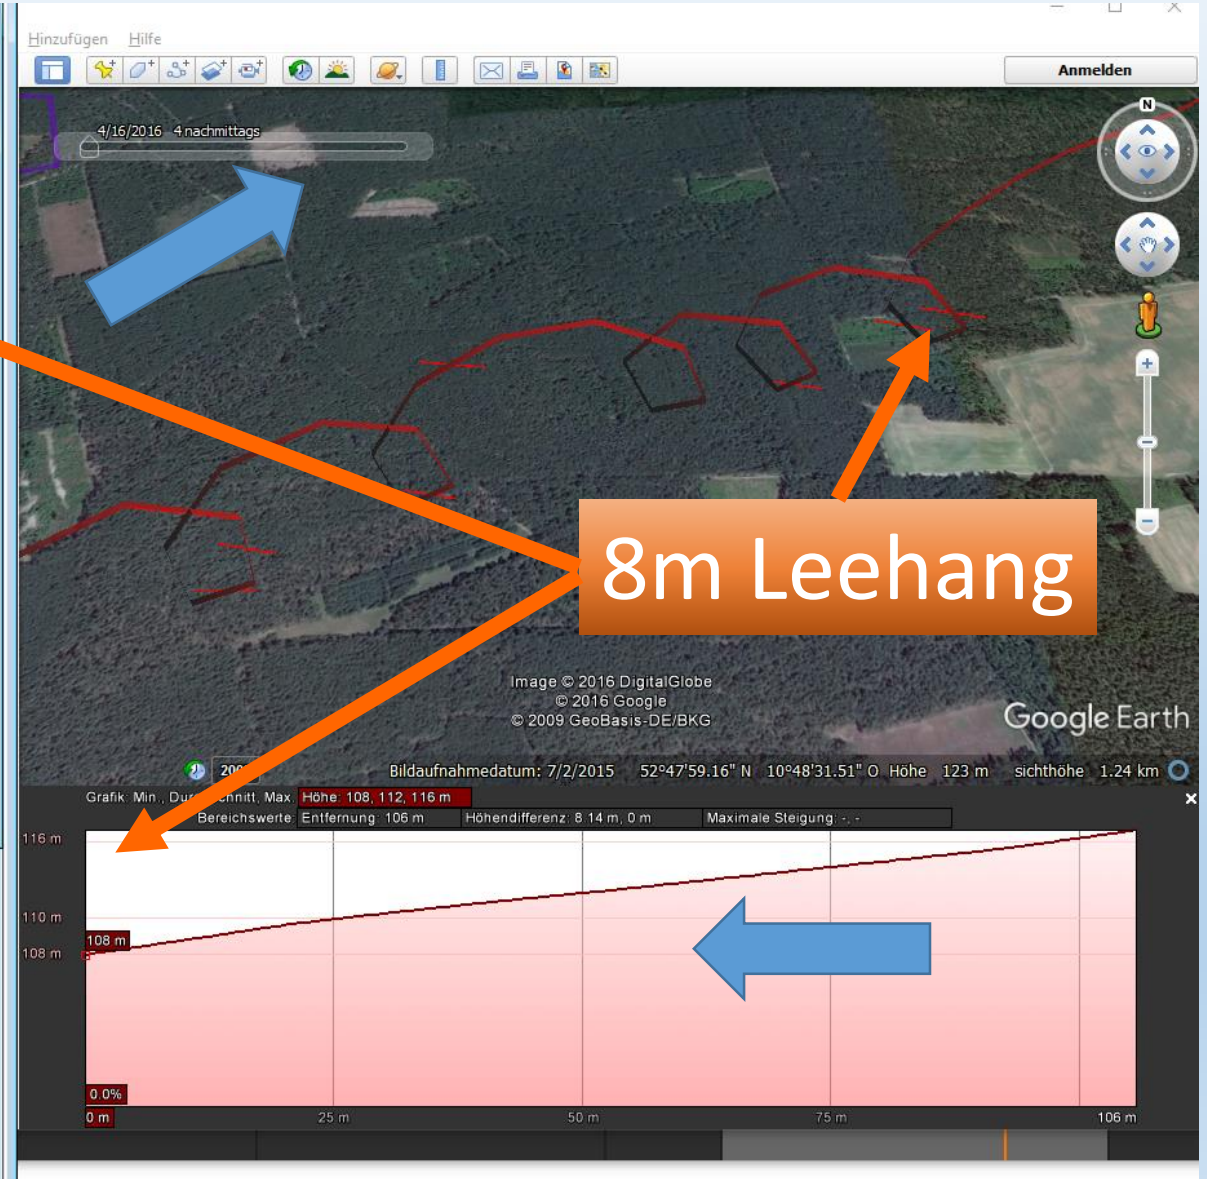 Hinzufügen Hilfe
Anmelden
N
4/16/2016 4 nachmittags
8m Leehang
Image © 2016 DigitalGlobe
© 2016 Google
© 2009 GeoBasis-DE/BKG
Google Earth
Bildaufnahmedatum: 7/2/2015 52°47'59.16" N 10°48'31.51" O Höhe 123 m sichthöhe 1.24 km
Grafik: Min., Max. Höhe: 108, 112, 116 m
Bereichswerte: Entfernung: 106 m Höhendifferenz: 8.14 m, 0 m Maximale Steigung: -, -
116 m
110 m
108 m
108 m
0.0%
0 m 25 m 50 m 75 m 106 m